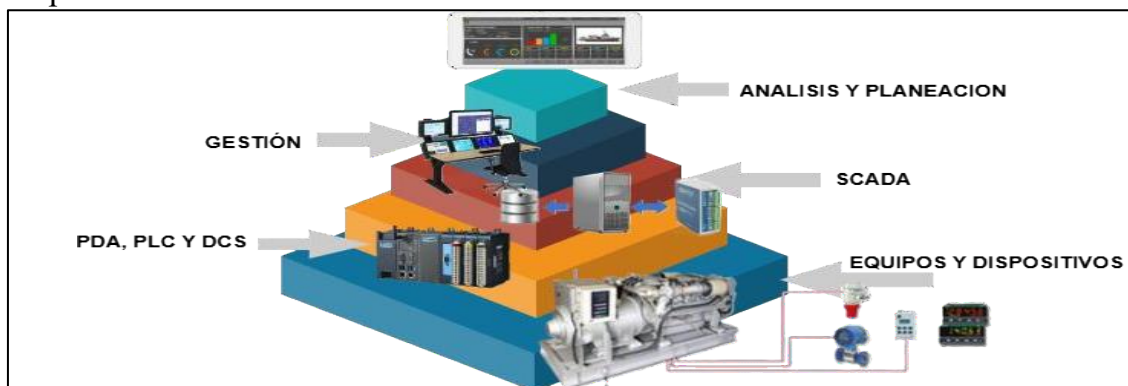 ANALISIS Y PLANEACION
GESTIÓN
SCADA
PDA, PLC Y DCS
EQUIPOS Y DISPOSITIVOS